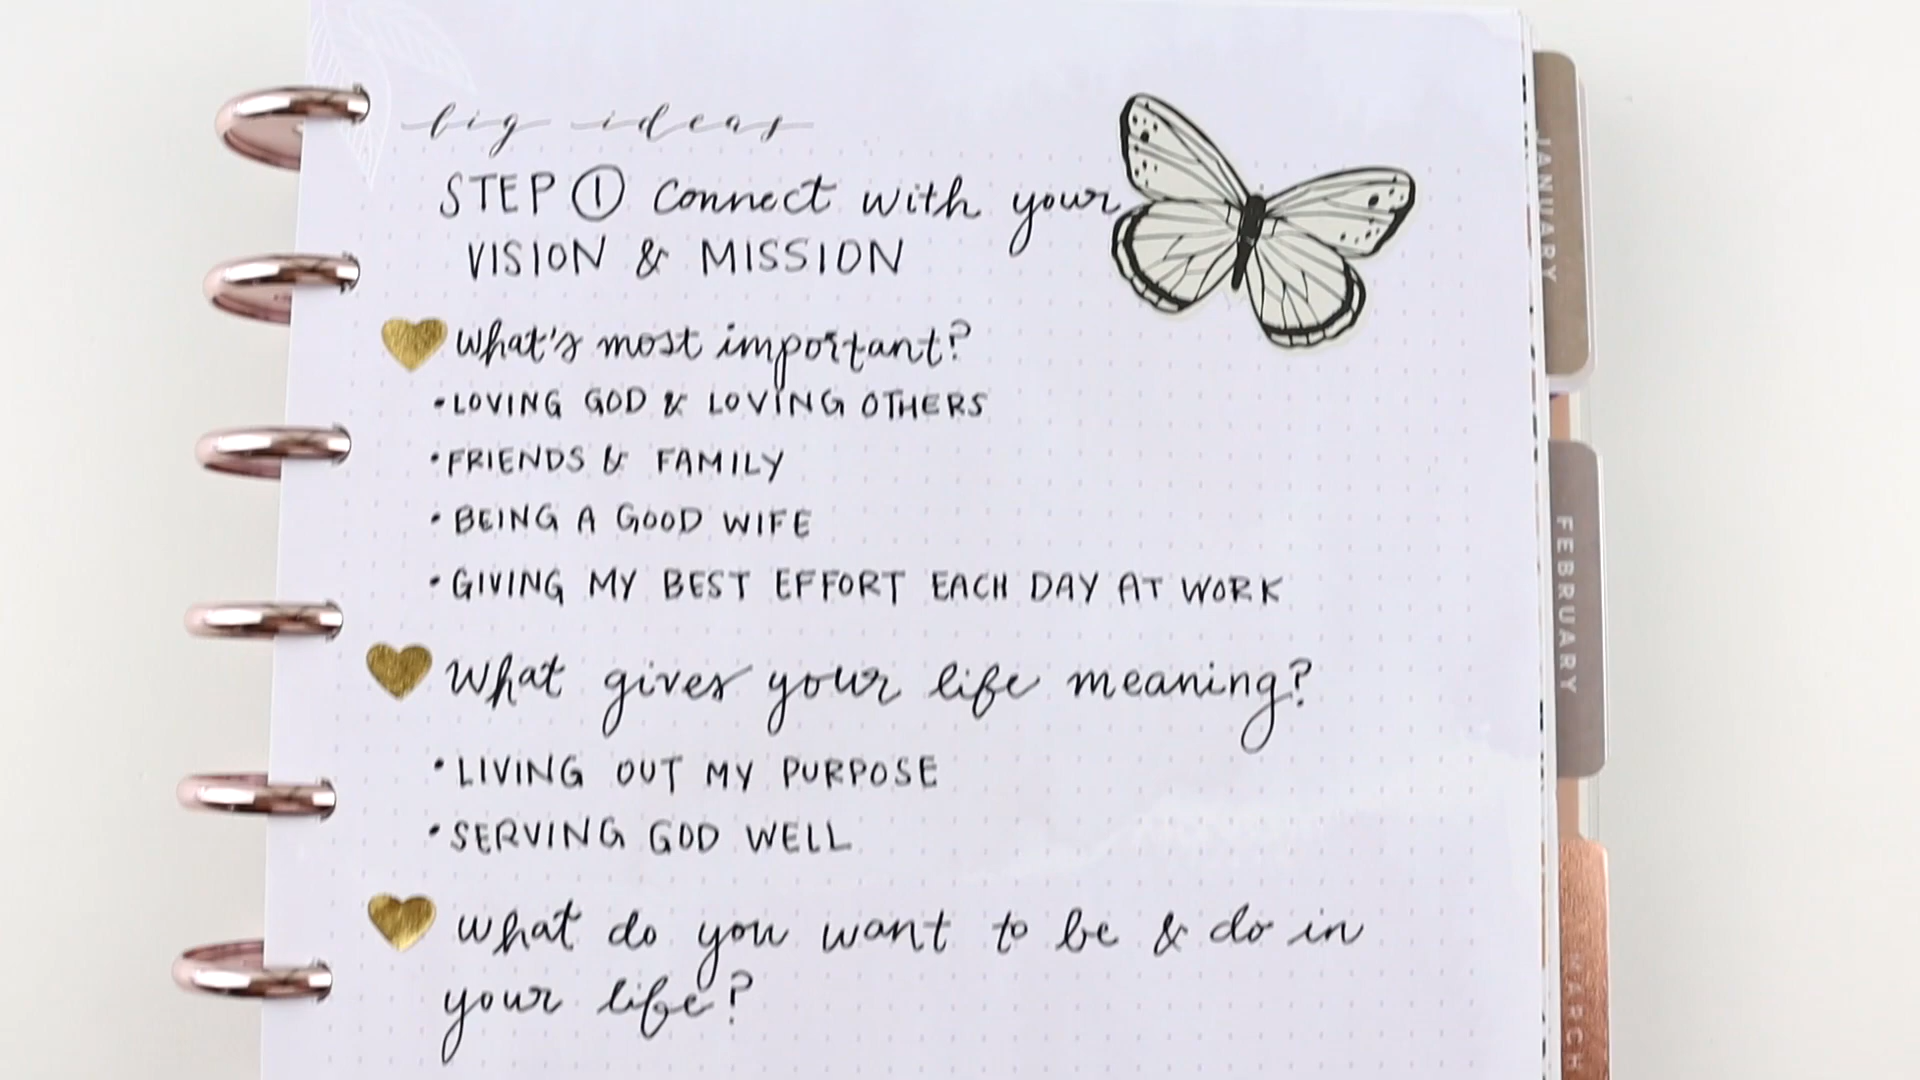 big ideas
STEP ① Connect with your
VISION & MISSION
What's most important?
• LOVING GOD & LOVING OTHERS
• FRIENDS & FAMILY
• BEING A GOOD WIFE
• GIVING MY BEST EFFORT EACH DAY AT WORK
What gives your life meaning?
• LIVING OUT MY PURPOSE
• SERVING GOD WELL
What do you want to be & do in
your life?
JANUARY
FEBRUARY
MARCH